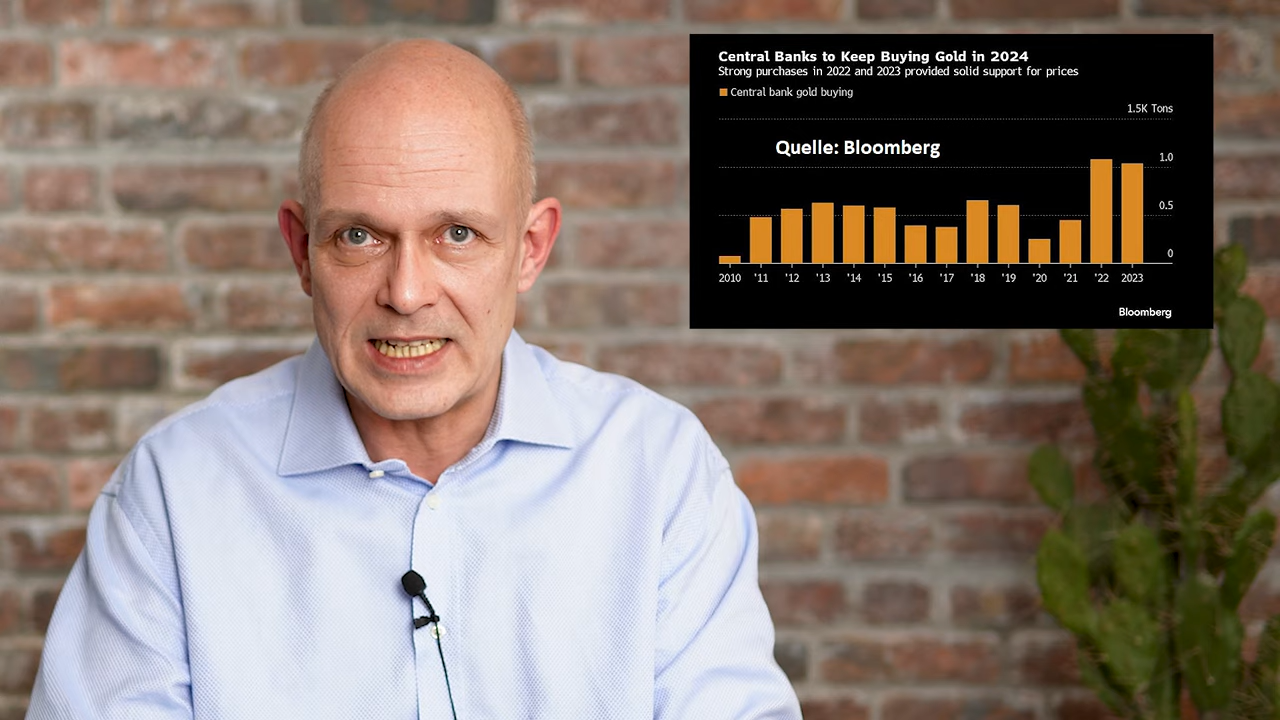 Central Banks to Keep Buying Gold in 2024
Strong purchases in 2022 and 2023 provided solid support for prices
Central bank gold buying
1.5K Tons
Quelle: Bloomberg
1.0
0.5
0
2010 '11 '12 '13 '14 '15 '16 '17 '18 '19 '20 '21 '22 2023
Bloomberg